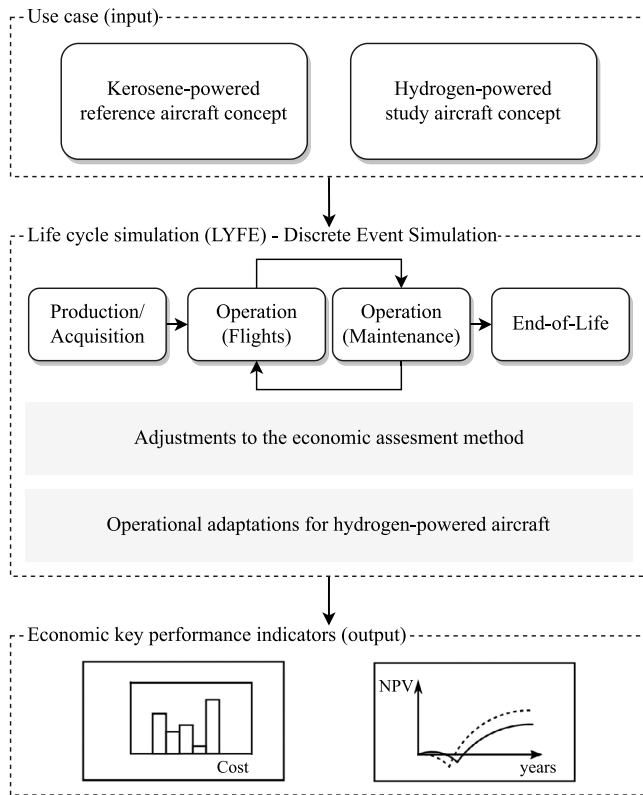 Use case (input)
Kerosene-powered
reference aircraft concept
Hydrogen-powered
study aircraft concept
Life cycle simulation (LYFE) - Discrete Event Simulation
Production/
Acquisition
Operation
(Flights)
Operation
(Maintenance)
End-of-Life
Adjustments to the economic assesment method
Operational adaptations for hydrogen-powered aircraft
Economic key performance indicators (output)
Cost
NPV
years